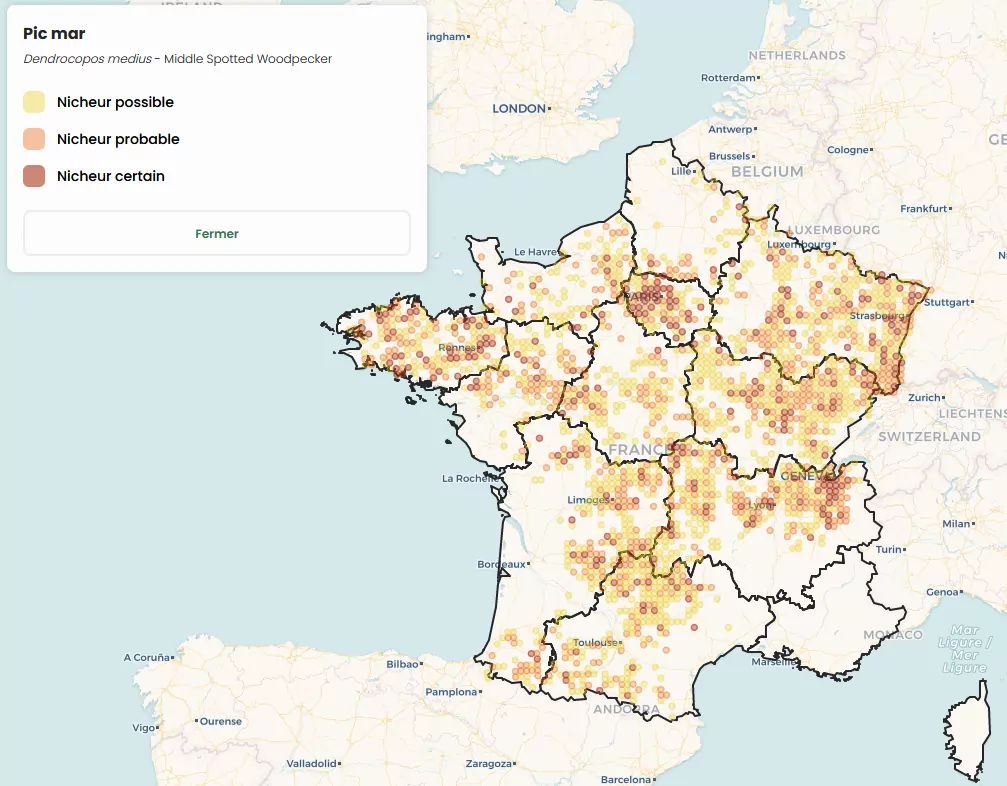 IRELAND
Pic mar
Dendrocopos medius - Middle Spotted Woodpecker
Nicheur possible
Nicheur probable
Nicheur certain
Fermer
ingham
NETHERLANDS
Rotterdam
LONDON
Antwerp
Brussels
Cologne
GE
Lille
BELGIUM
Frankfurt
LUXEMBOURG
Luxembourg
Le Havre
N
PARIS
Stuttgart
Strasbourg
Rennes
Zurich
LIECHTENS
SWITZERLAND
FRANCE
La Rochelle
GENEV
Limoges
Lyon
Milan
Turin
Bordeaux
Genoa
Mar
Ligure /
Mer
Ligure
MONACO
Toulouse
A Coruña
Bilbao
Marseille
Pamplona
ANDORRA
Vigo
Ourense
Valladolid
Zaragoza
Barcelona